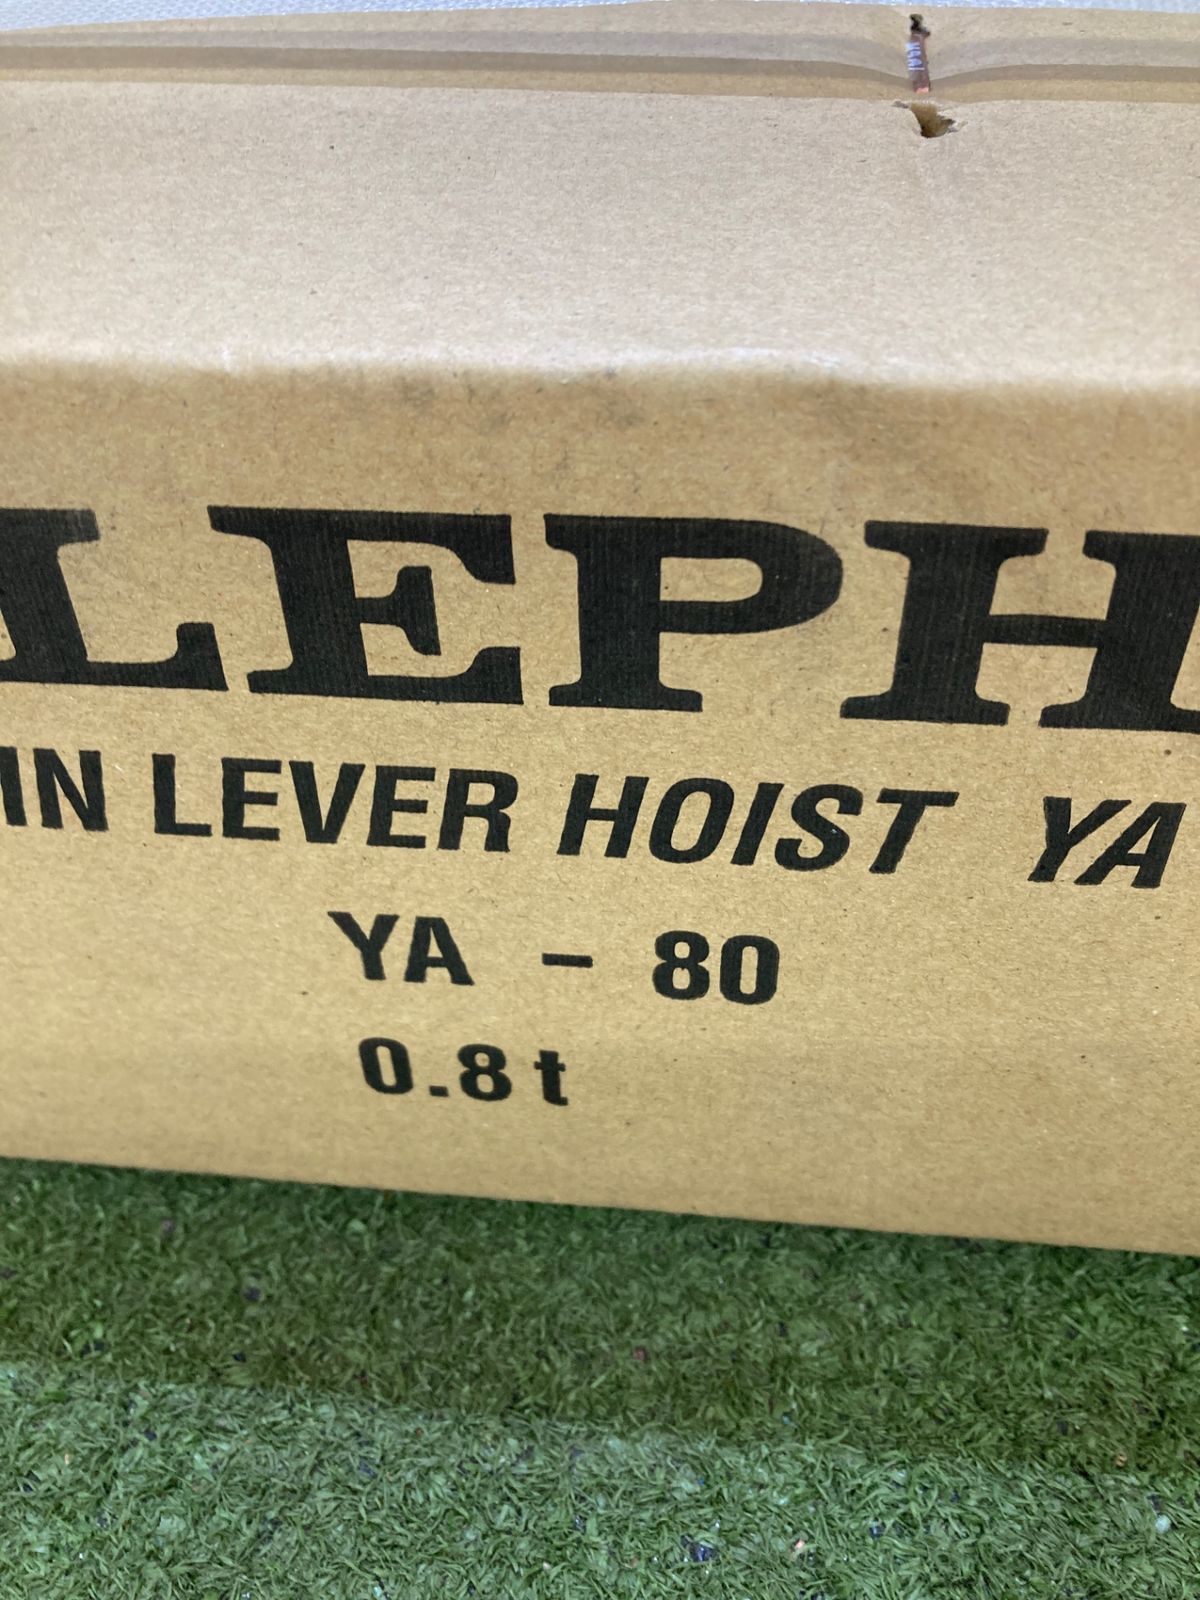 LEPH
IN LEVER HOIST YA
YA - 80
0.8t